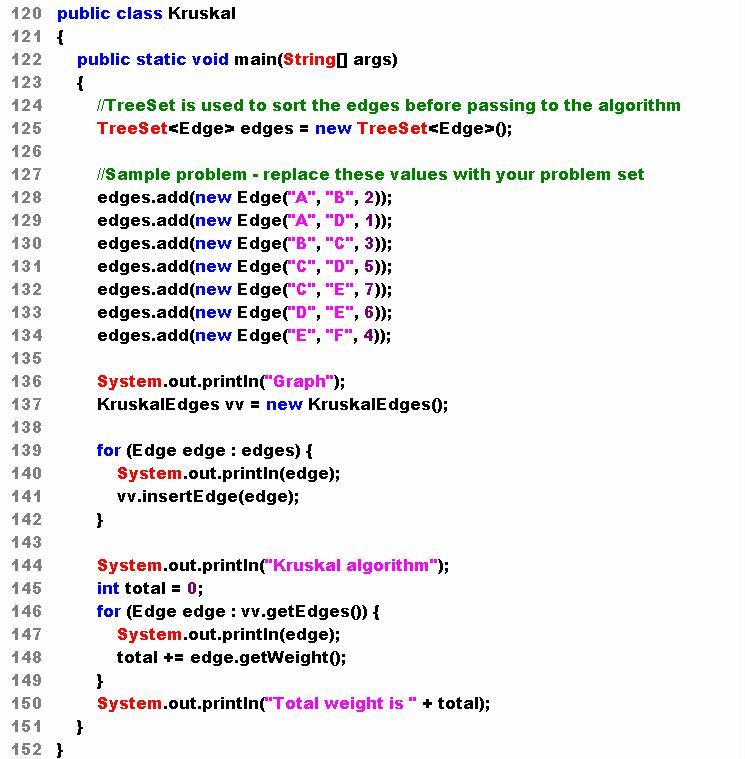 120 public class Kruskal
121 {
122 public static void main(String[] args)
123 {
124 //TreeSet is used to sort the edges before passing to the algorithm
125 TreeSet<Edge> edges = new TreeSet<Edge>();
126
127 //Sample problem - replace these values with your problem set
128 edges.add(new Edge("A", "B", 2));
129 edges.add(new Edge("A", "D", 1));
130 edges.add(new Edge("B", "C", 3));
131 edges.add(new Edge("C", "D", 5));
132 edges.add(new Edge("C", "E", 7));
133 edges.add(new Edge("D", "E", 6));
134 edges.add(new Edge("E", "F", 4));
135
136 System.out.println("Graph");
137 KruskalEdges vv = new KruskalEdges();
138
139 for (Edge edge : edges) {
140 System.out.println(edge);
141 vv.insertEdge(edge);
142 }
143
144 System.out.println("Kruskal algorithm");
145 int total = 0;
146 for (Edge edge : vv.getEdges()) {
147 System.out.println(edge);
148 total += edge.getWeight();
149 }
150 System.out.println("Total weight is " + total);
151 }
152 }